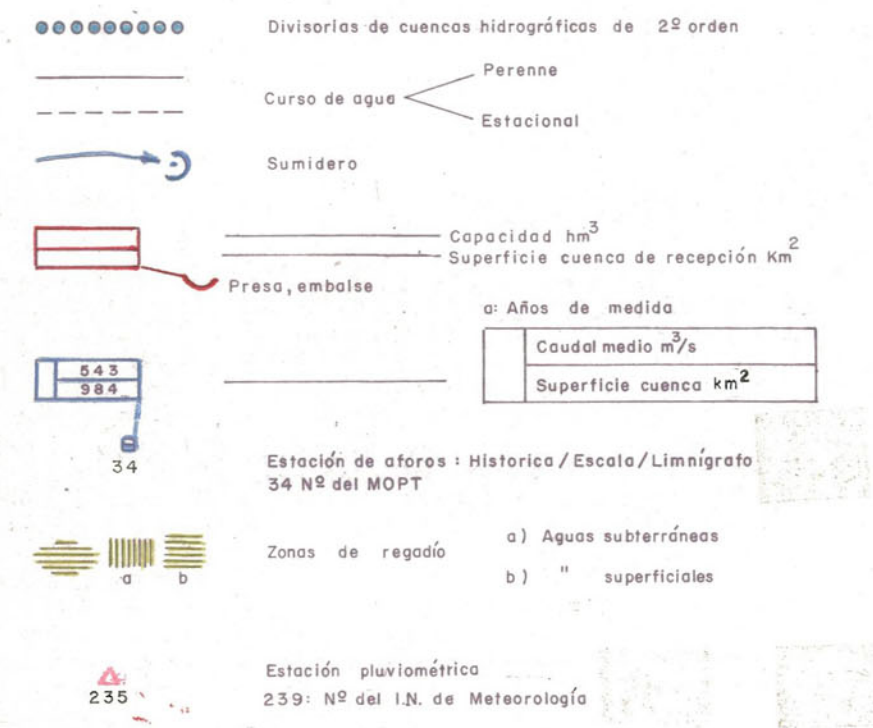 Divisorias de cuencas hidrográficas de 2º orden
Perenne
Curso de agua
Estacional
Sumidero
Capacidad hm3
Superficie cuenca de recepción Km2
Presa, embalse
a: Años de medida
Caudal medio m3/s
543
984
Superficie cuenca km2
34
Estación de aforos : Historica / Escala / Limnígrafo
34 Nº del MOPT
Zonas de regadío
a) Aguas subterráneas
a b
b) " superficiales
Estación pluviométrica
235
239: Nº del I.N. de Meteorología